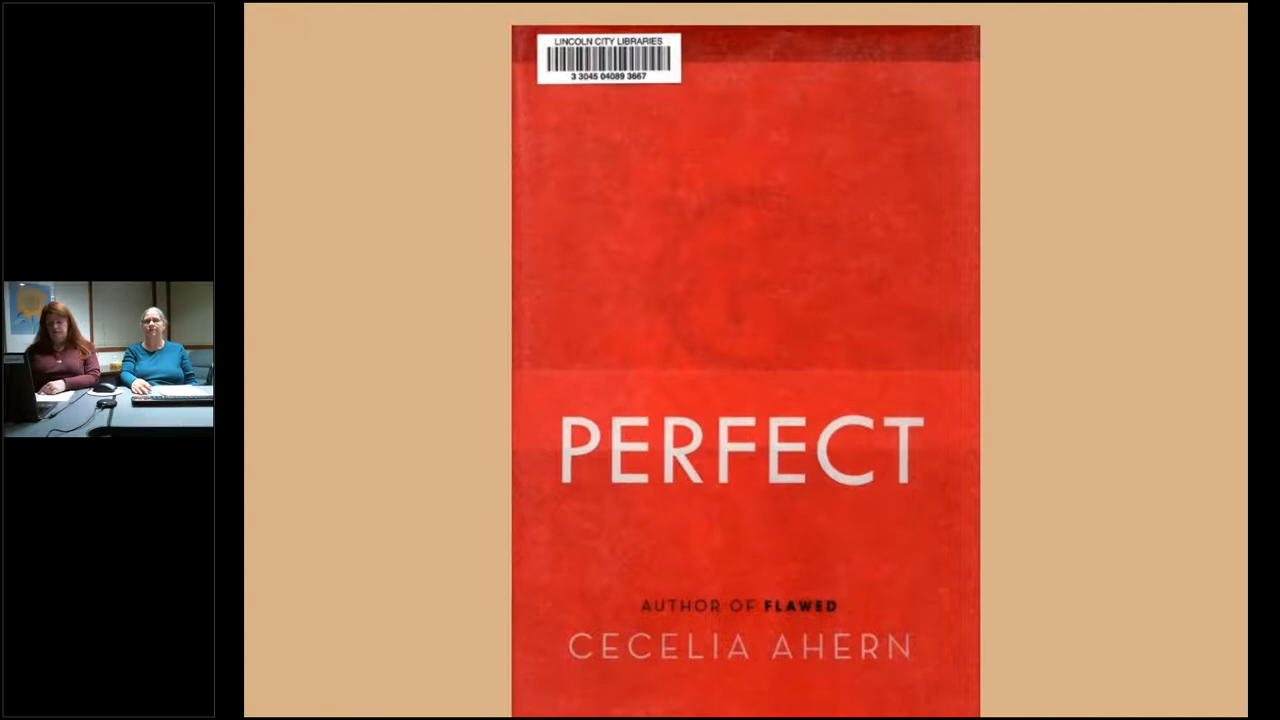 LINCOLN CITY LIBRARIES
3 3045 04089 3667
PERFECT
AUTHOR OF FLAWED
CECELIA AHERN